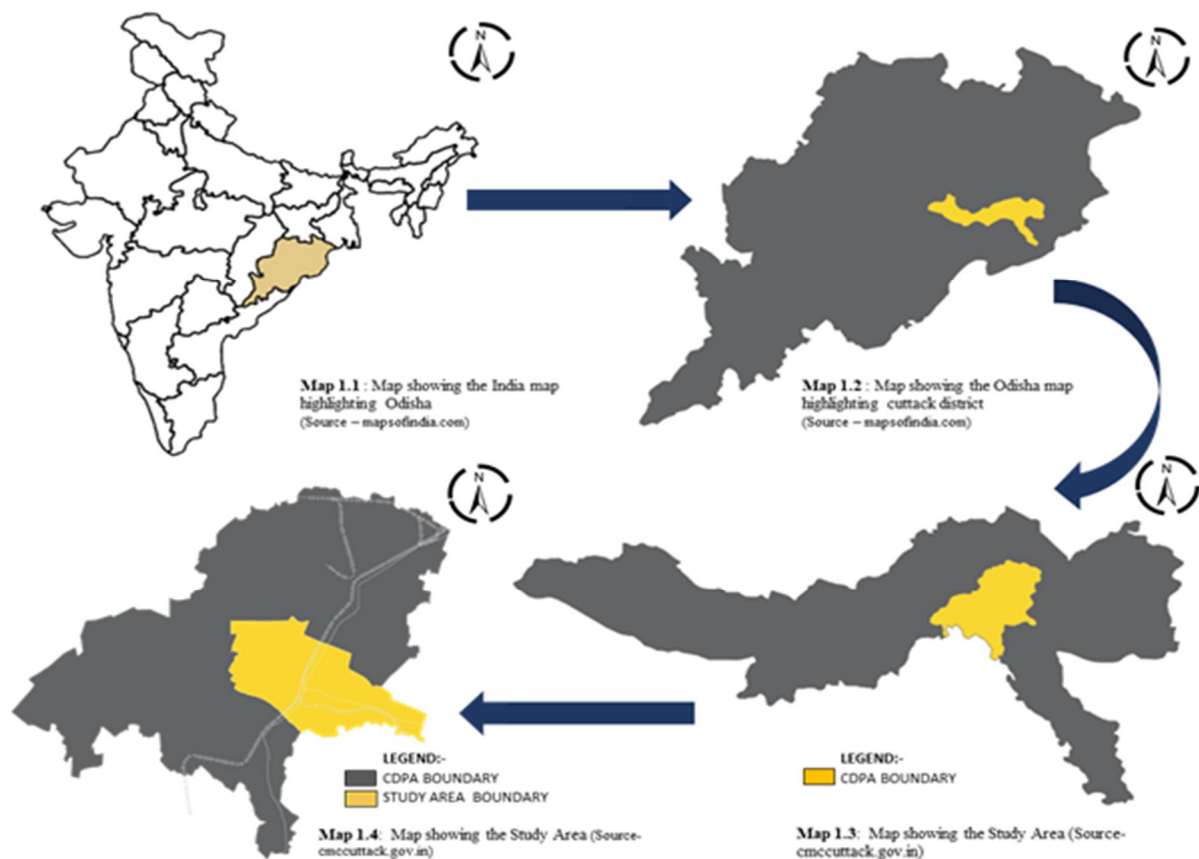 N
N
Map 1.1 : Map showing the India map
highlighting Odisha
(Source – mapsofindia.com)
Map 1.2 : Map showing the Odisha map
highlighting cuttack district
(Source – mapsofindia.com)
N
N
LEGEND:-
CDPA BOUNDARY
STUDY AREA BOUNDARY
Map 1.4: Map showing the Study Area (Source-
cmccuttack.gov.in)
LEGEND:-
CDPA BOUNDARY
Map 1.3: Map showing the Study Area (Source-
cmccuttack.gov.in)